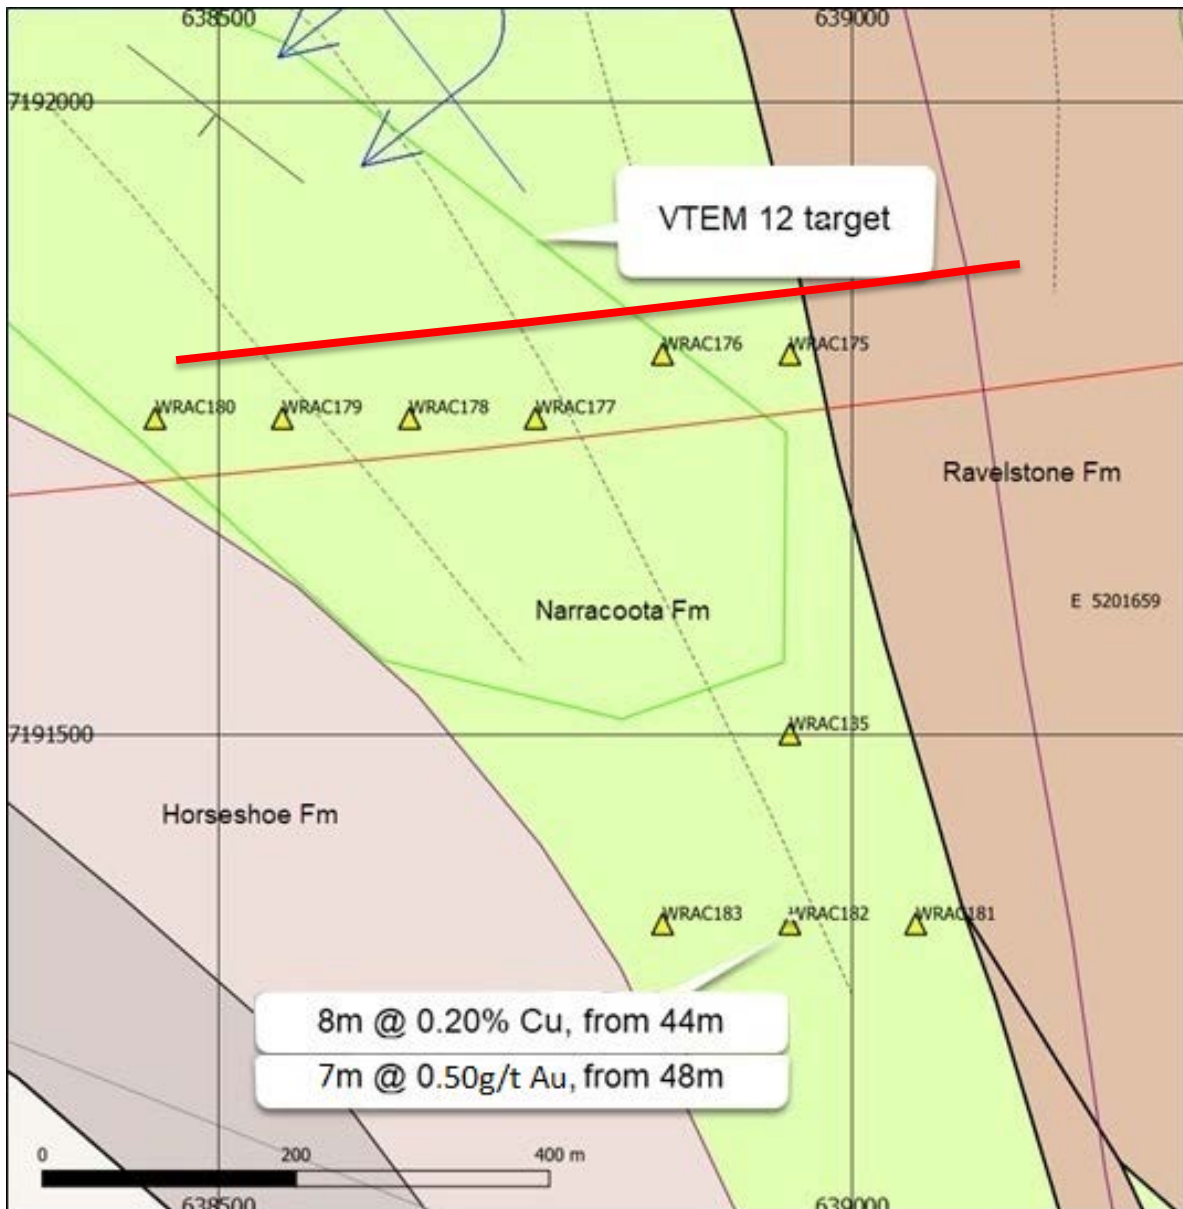 638500
639000
7192000
VTEM 12 target
WRAC176
WRAC175
WRAC180
WRAC179
WRAC178
WRAC177
Ravelstone Fm
E 5201659
Narracoota Fm
7191500
WRAC135
Horseshoe Fm
WRAC183
WRAC182
WRAC181
8m @ 0.20% Cu, from 44m
7m @ 0.50g/t Au, from 48m
0
200
400 m
638500
639000